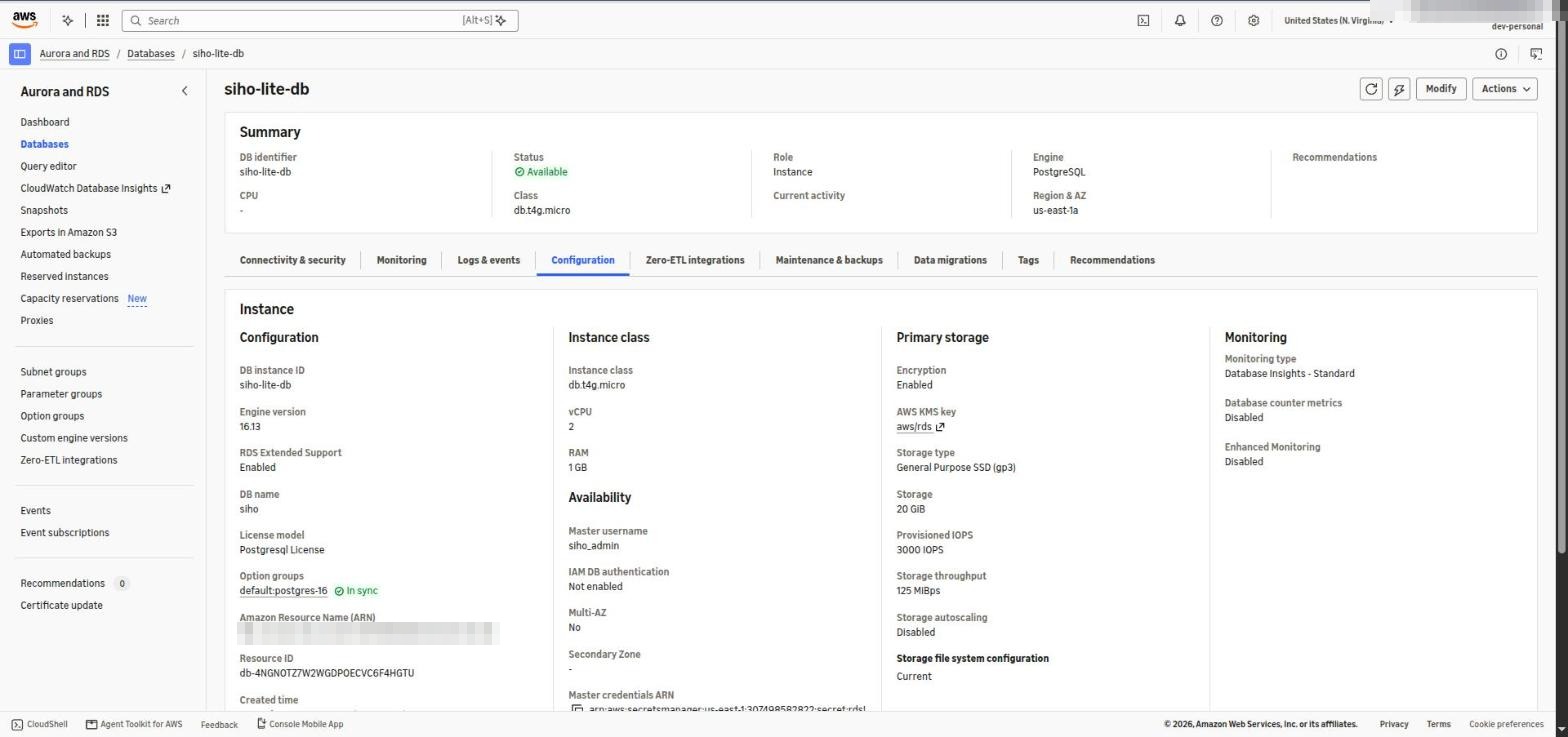 aws
Search [Alt+S]
United States (N. Virginia)
dev-personal
Aurora and RDS / Databases / siho-lite-db
Aurora and RDS
Dashboard
Databases
Query editor
CloudWatch Database Insights
Snapshots
Exports in Amazon S3
Automated backups
Reserved instances
Capacity reservations New
Proxies
Subnet groups
Parameter groups
Option groups
Custom engine versions
Zero-ETL integrations
Events
Event subscriptions
Recommendations 0
Certificate update
siho-lite-db
Modify
Actions
Summary
DB identifier
siho-lite-db
CPU
-
Status
Available
Class
db.t4g.micro
Role
Instance
Current activity
Engine
PostgreSQL
Region & AZ
us-east-1a
Recommendations
Connectivity & security
Monitoring
Logs & events
Configuration
Zero-ETL integrations
Maintenance & backups
Data migrations
Tags
Recommendations
Instance
Configuration
DB instance ID
siho-lite-db
Engine version
16.13
RDS Extended Support
Enabled
DB name
siho
License model
Postgresql License
Option groups
default:postgres-16 In sync
Amazon Resource Name (ARN)
Resource ID
db-4NGNOTZ7W2WGDPOECVC6F4HGTU
Created time
Instance class
Instance class
db.t4g.micro
vCPU
2
RAM
1 GB
Availability
Master username
siho_admin
IAM DB authentication
Not enabled
Multi-AZ
No
Secondary Zone
-
Master credentials ARN
arn:aws:secretsmanager:us-east-1:307498582822:secret:rds!
Primary storage
Encryption
Enabled
AWS KMS key
aws/rds
Storage type
General Purpose SSD (gp3)
Storage
20 GiB
Provisioned IOPS
3000 IOPS
Storage throughput
125 MiBps
Storage autoscaling
Disabled
Storage file system configuration
Current
Monitoring
Monitoring type
Database Insights - Standard
Database counter metrics
Disabled
Enhanced Monitoring
Disabled
CloudShell
Agent Toolkit for AWS
Feedback
Console Mobile App
© 2026, Amazon Web Services, Inc. or its affiliates.
Privacy
Terms
Cookie preferences